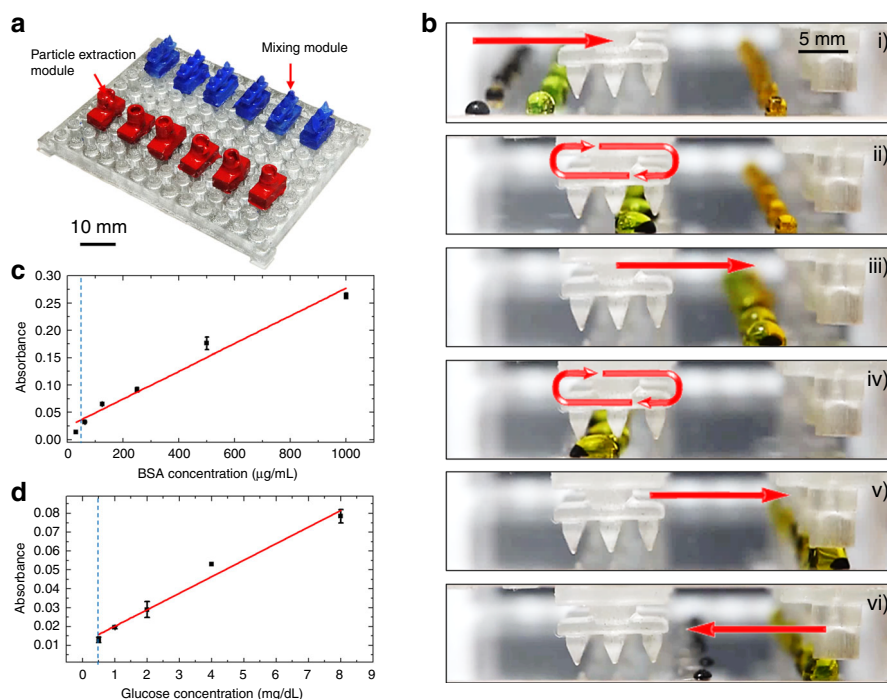 a
Particle extraction
module
Mixing module
10 mm
b
i)
5 mm
ii)
iii)
iv)
v)
vi)
c
0.30
0.25
0.20
0.15
0.10
0.05
0.00
Absorbance
0
200
400
600
800
1000
BSA concentration (μg/mL)
d
0.08
0.07
0.06
0.05
0.04
0.03
0.02
0.01
Absorbance
0
1
2
3
4
5
6
7
8
9
Glucose concentration (mg/dL)